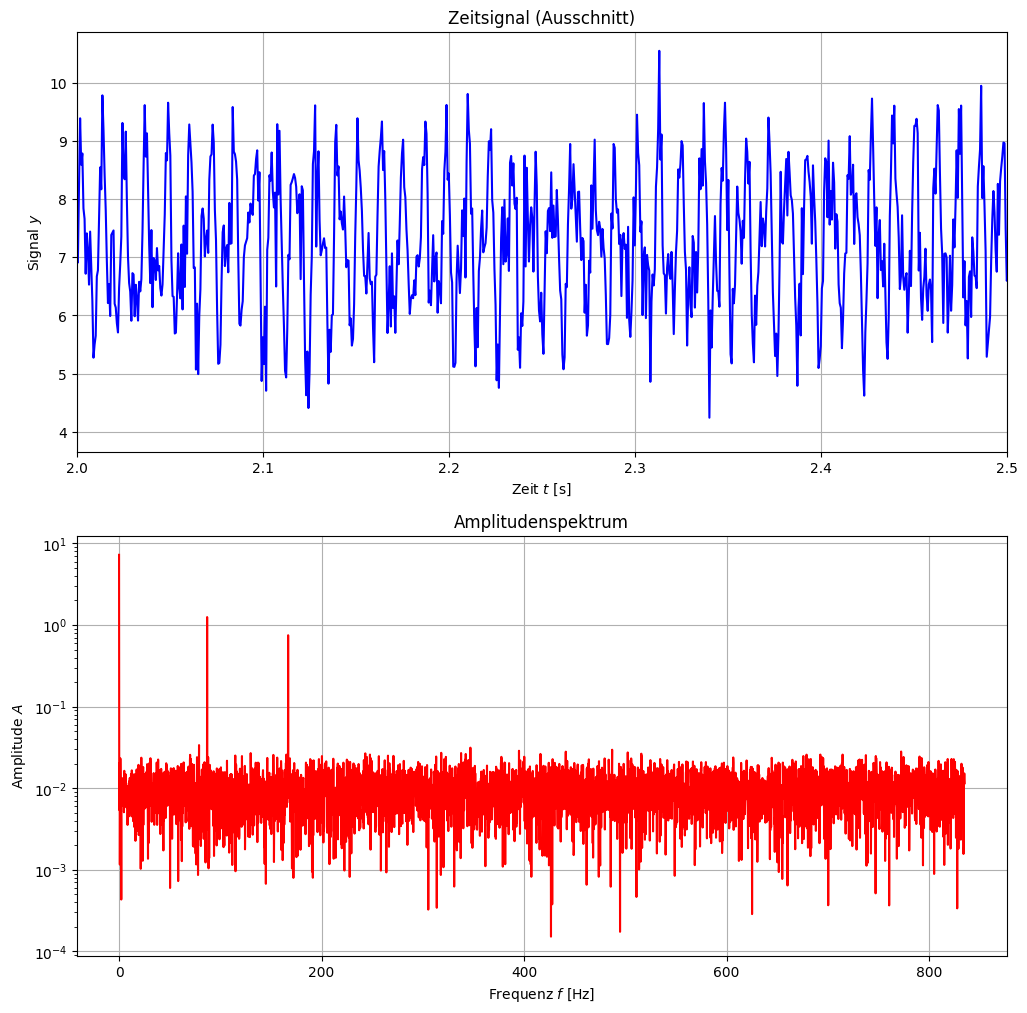 Zeitsignal (Ausschnitt)
Signal y
10
9
8
7
6
5
4
2.0 2.1 2.2 2.3 2.4 2.5
Zeit t [s]
Amplitudenspektrum
Amplitude A
10¹
10⁰
10⁻¹
10⁻²
10⁻³
10⁻⁴
0 200 400 600 800
Frequenz f [Hz]